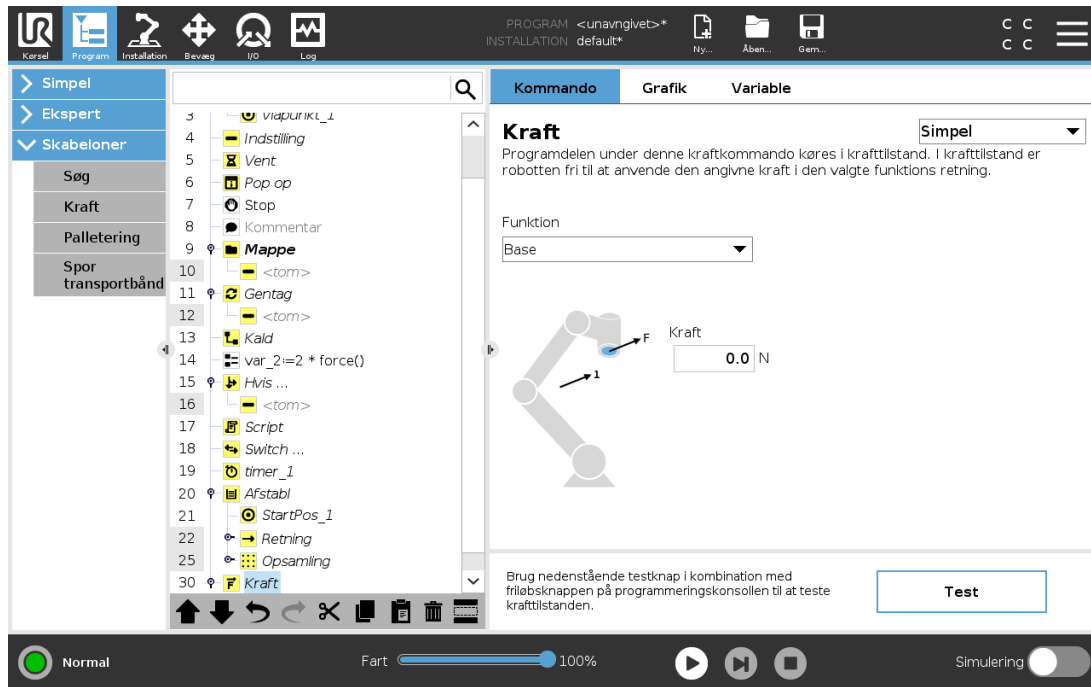 UR
PROGRAM <unavngivet>*
INSTALLATION default*
Kørsel Program Installation Bevæg I/O Log
Ny... Åben... Gem...
C C
C C
Simpel
Ekspert
Skabeloner
Søg
Kraft
Palletering
Spor
transportbånd
3 Viapunkt_1
4 Indstilling
5 Vent
6 Pop op
7 Stop
8 Kommentar
9 Mappe
10 <tom>
11 Gentag
12 <tom>
13 Kald
14 var_2:=2 * force()
15 Hvis ...
16 <tom>
17 Script
18 Switch ...
19 timer_1
20 Afstabl
21 StartPos_1
22 Retning
25 Opsamling
30 Kraft
Kommando Grafik Variable
Kraft
Simpel
Programdelen under denne kraftkommando køres i krafttilstand. I krafttilstand er
robotten fri til at anvende den angivne kraft i den valgte funktions retning.
Funktion
Base
F
1
Kraft
0.0 N
Brug nedenstående testknap i kombination med
friløbsknappen på programmeringskonsollen til at teste
krafttilstanden.
Test
Normal
Fart 100%
Simulering